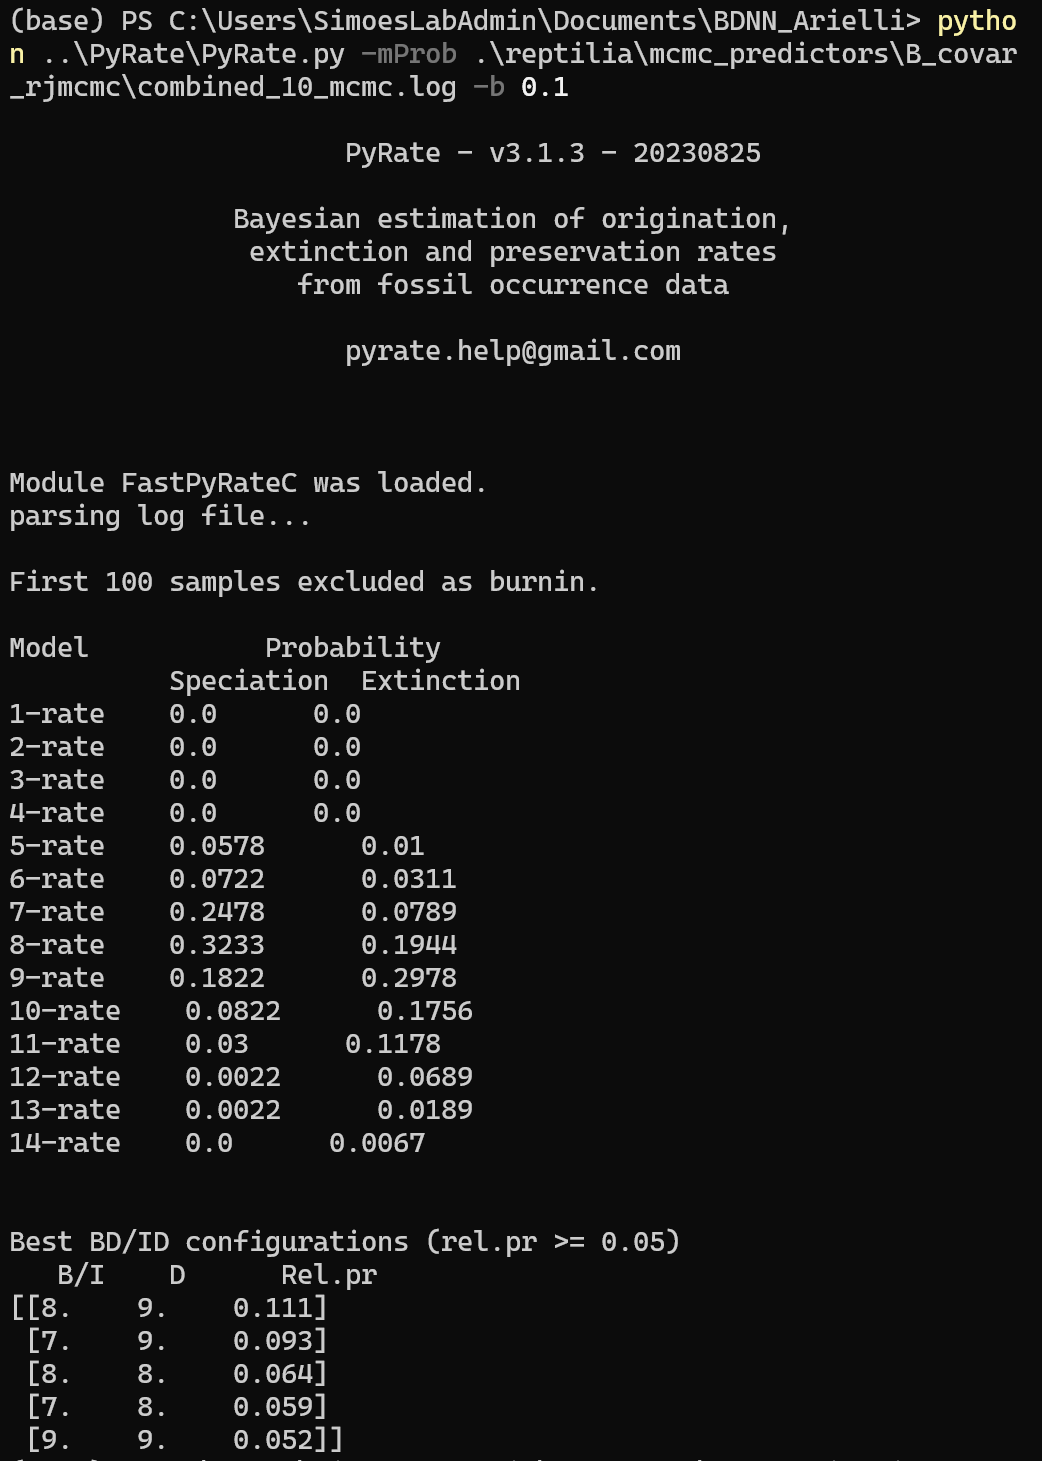 (base) PS C:\Users\SimoesLabAdmin\Documents\BDNN_Arielli> pytho
n ..\PyRate\PyRate.py -mProb .\reptilia\mcmc_predictors\B_covar
_rjmcmc\combined_10_mcmc.log -b 0.1
PyRate - v3.1.3 - 20230825
Bayesian estimation of origination,
extinction and preservation rates
from fossil occurrence data
pyrate.help@gmail.com
Module FastPyRateC was loaded.
parsing log file...
First 100 samples excluded as burnin.
Model Probability
Speciation Extinction
1-rate 0.0 0.0
2-rate 0.0 0.0
3-rate 0.0 0.0
4-rate 0.0 0.0
5-rate 0.0578 0.01
6-rate 0.0722 0.0311
7-rate 0.2478 0.0789
8-rate 0.3233 0.1944
9-rate 0.1822 0.2978
10-rate 0.0822 0.1756
11-rate 0.03 0.1178
12-rate 0.0022 0.0689
13-rate 0.0022 0.0189
14-rate 0.0 0.0067
Best BD/ID configurations (rel.pr >= 0.05)
B/I D Rel.pr
[[8. 9. 0.111]
[7. 9. 0.093]
[8. 8. 0.064]
[7. 8. 0.059]
[9. 9. 0.052]]